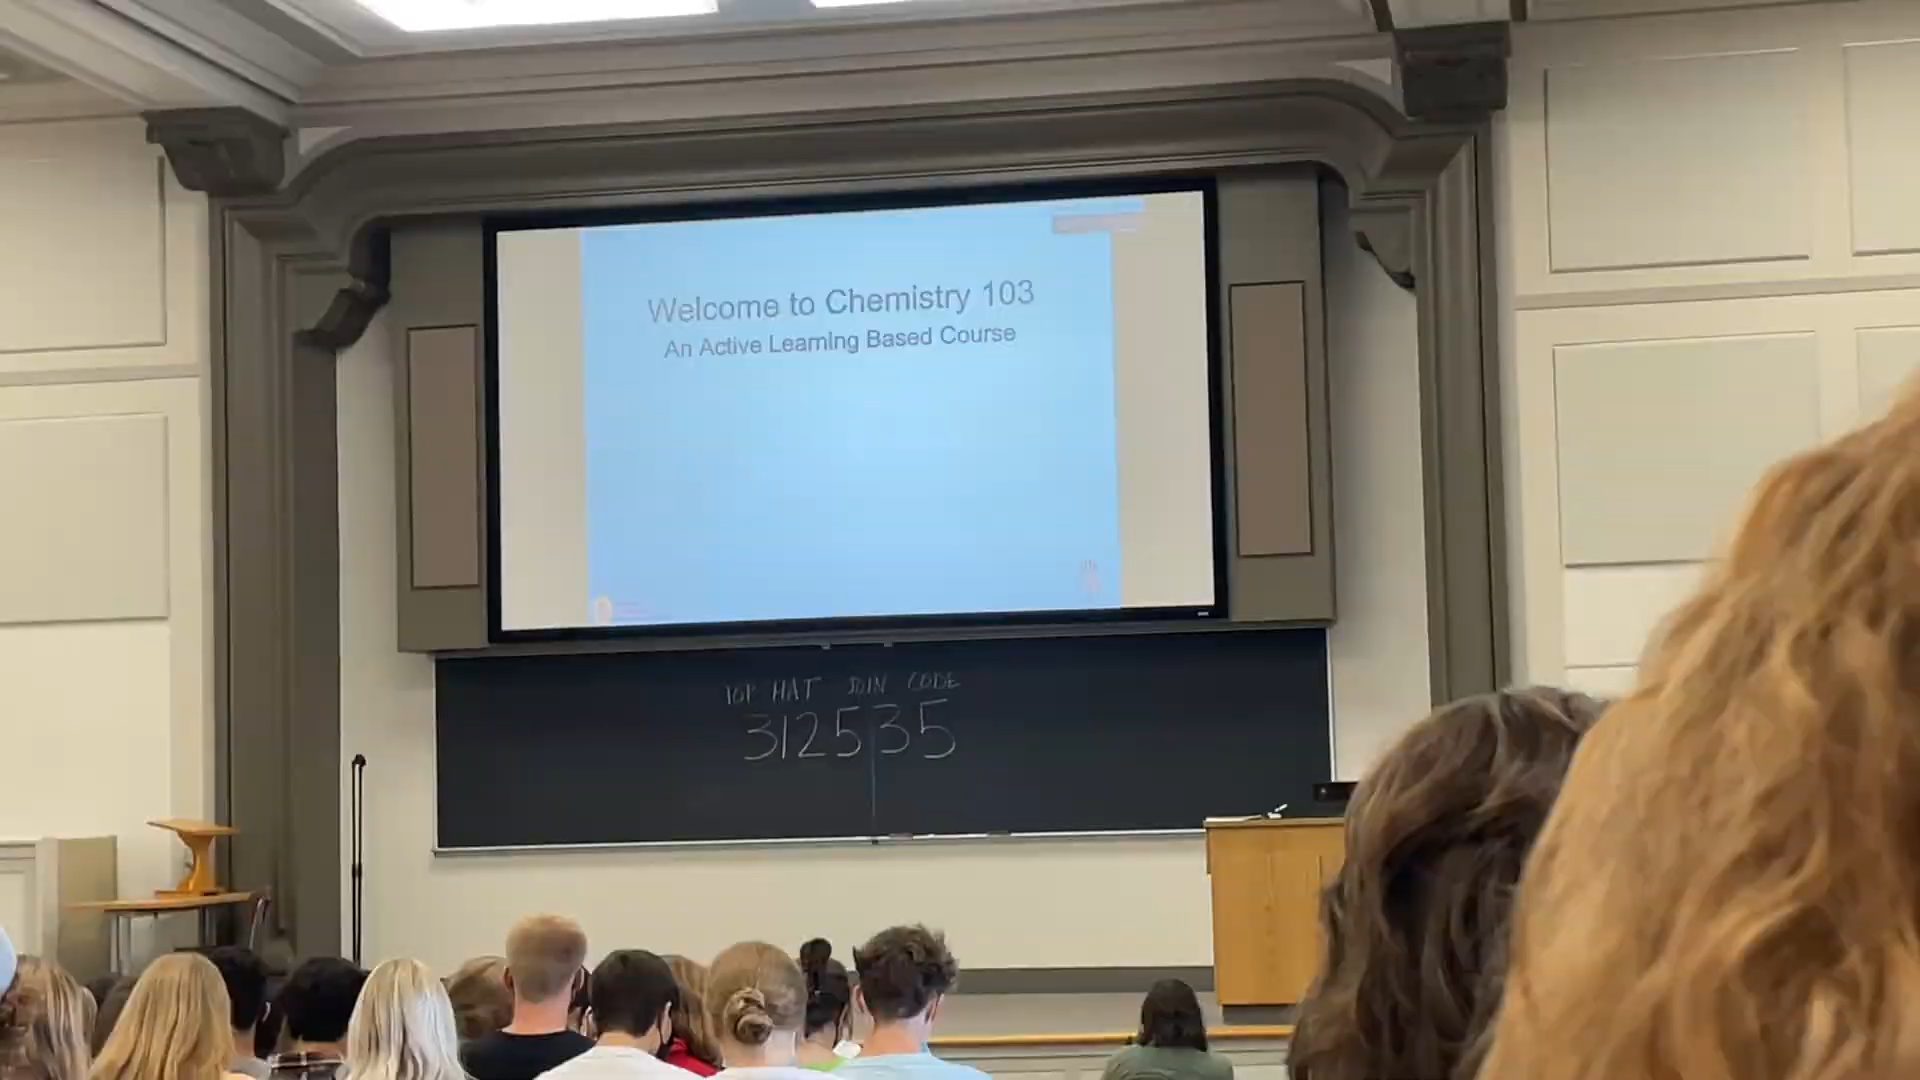 Welcome to Chemistry 103
An Active Learning Based Course
TOP HAT JOIN CODE
312535